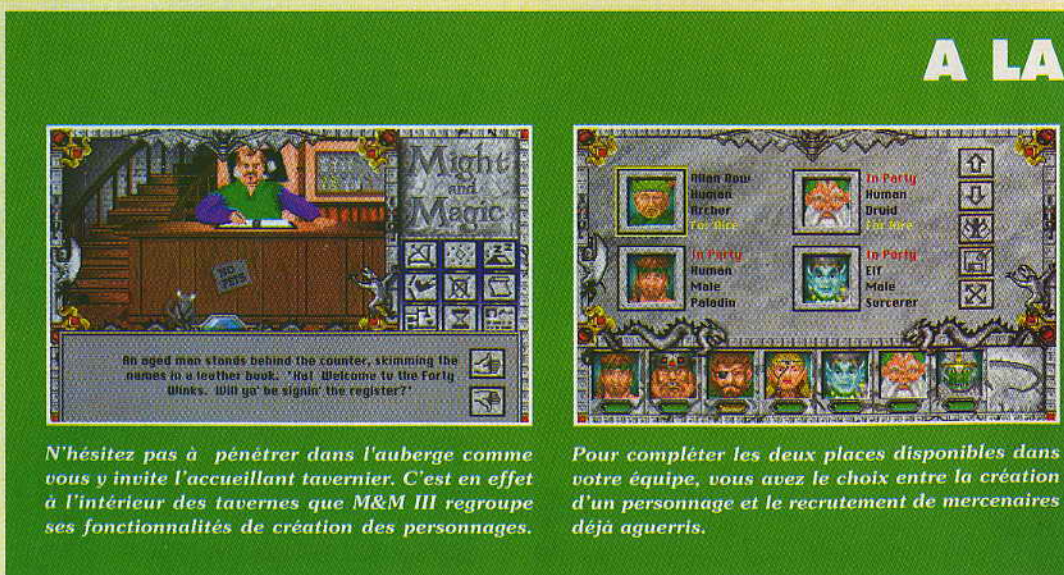 A LA
Might
and
Magic
NO
PETS
An aged man stands behind the counter, skimming the
names in a leather book. "Ha! Welcome to the Forty
Winks. Will ya' be signin' the register?"
Allan Bow
Human
Archer
For Hire
In Party
Human
Druid
For Hire
In Party
Human
Male
Paladin
In Party
Elf
Male
Sorcerer
N'hésitez pas à pénétrer dans l'auberge comme
vous y invite l'accueillant tavernier. C'est en effet
à l'intérieur des tavernes que M&M III regroupe
ses fonctionnalités de création des personnages.
Pour compléter les deux places disponibles dans
votre équipe, vous avez le choix entre la création
d'un personnage et le recrutement de mercenaires
déjà aguerris.